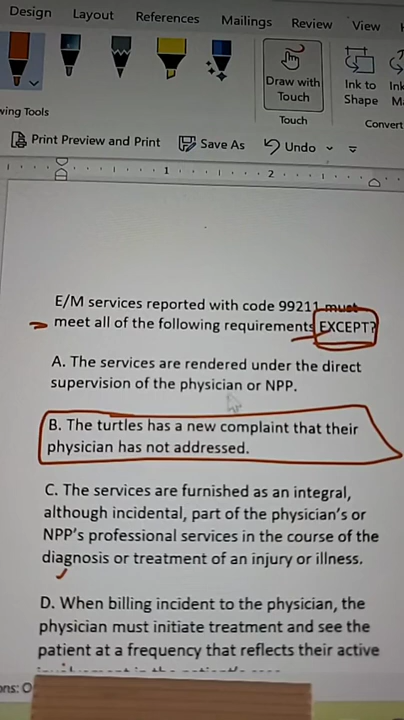 Design Layout References Mailings Review View
Draw with Touch
Ink to Shape
Ink
wing Tools
Touch
Convert
Print Preview and Print Save As Undo
1 2
E/M services reported with code 99211 must
meet all of the following requirements EXCEPT?
A. The services are rendered under the direct
supervision of the physician or NPP.
B. The turtles has a new complaint that their
physician has not addressed.
C. The services are furnished as an integral,
although incidental, part of the physician's or
NPP's professional services in the course of the
diagnosis or treatment of an injury or illness.
D. When billing incident to the physician, the
physician must initiate treatment and see the
patient at a frequency that reflects their active
ons: O